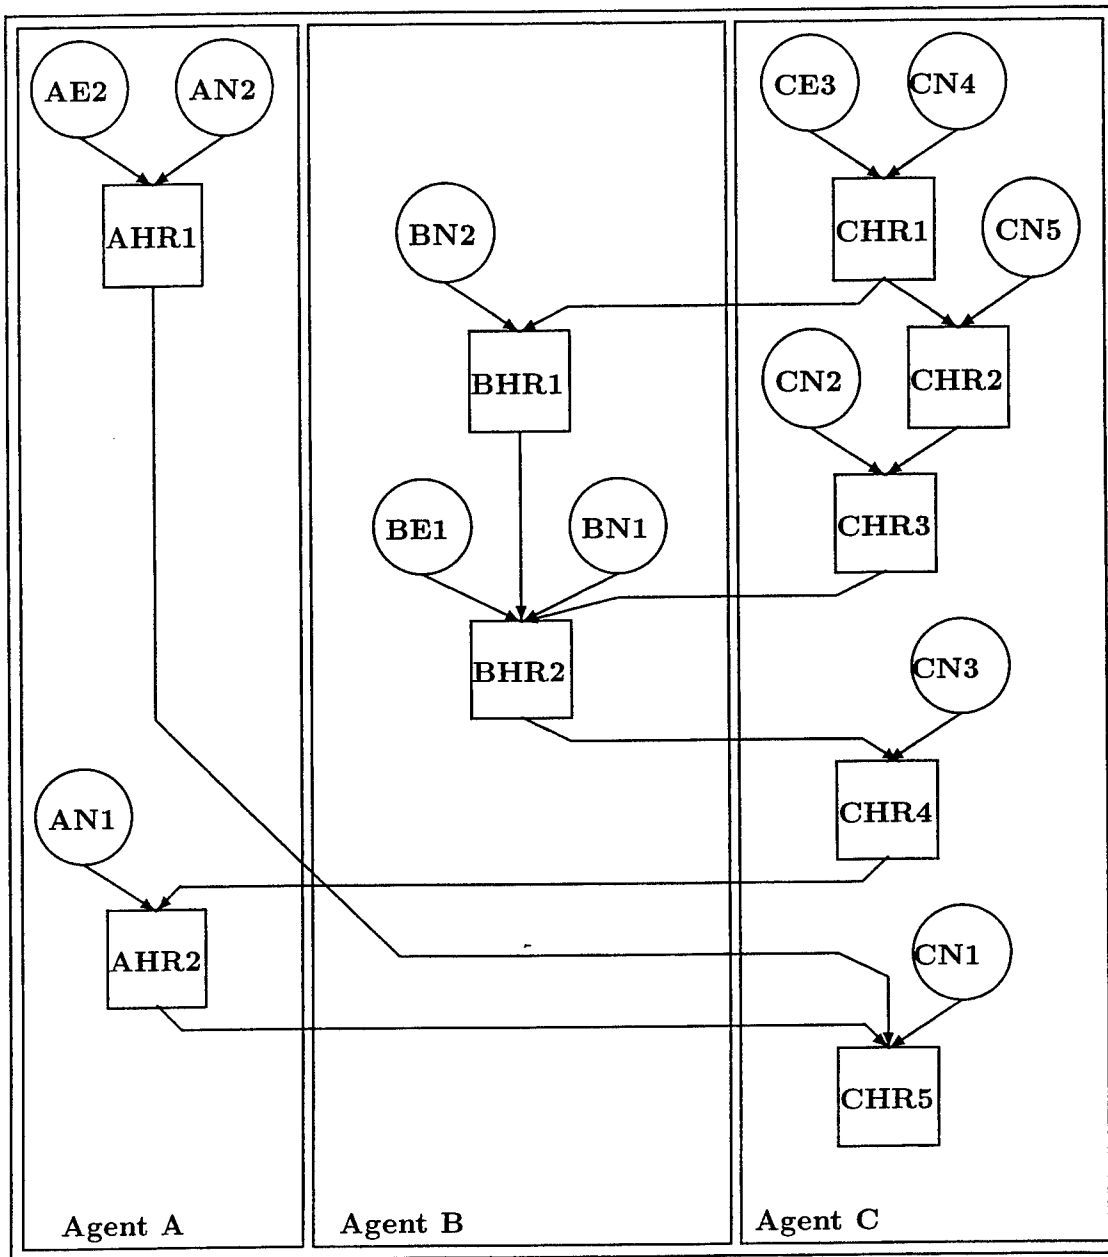 AE2
AN2
CE3
CN4
AHR1
BN2
CHR1
CN5
BHR1
CN2
CHR2
BE1
BN1
CHR3
BHR2
CN3
AN1
CHR4
AHR2
CN1
CHR5
Agent A
Agent B
Agent C